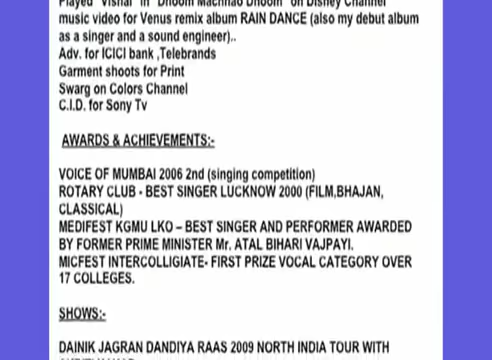 Played "Vishal" in "Dhoom Machhao Dhoom" on Disney Channel
music video for Venus remix album RAIN DANCE (also my debut album
as a singer and a sound engineer)..
Adv. for ICICI bank ,Telebrands
Garment shoots for Print
Swarg on Colors Channel
C.I.D. for Sony Tv
AWARDS & ACHIEVEMENTS:-
VOICE OF MUMBAI 2006 2nd (singing competition)
ROTARY CLUB - BEST SINGER LUCKNOW 2000 (FILM,BHAJAN,
CLASSICAL)
MEDIFEST KGMU LKO – BEST SINGER AND PERFORMER AWARDED
BY FORMER PRIME MINISTER Mr. ATAL BIHARI VAJPAYI.
MICFEST INTERCOLLIGIATE- FIRST PRIZE VOCAL CATEGORY OVER
17 COLLEGES.
SHOWS:-
DAINIK JAGRAN DANDIYA RAAS 2009 NORTH INDIA TOUR WITH